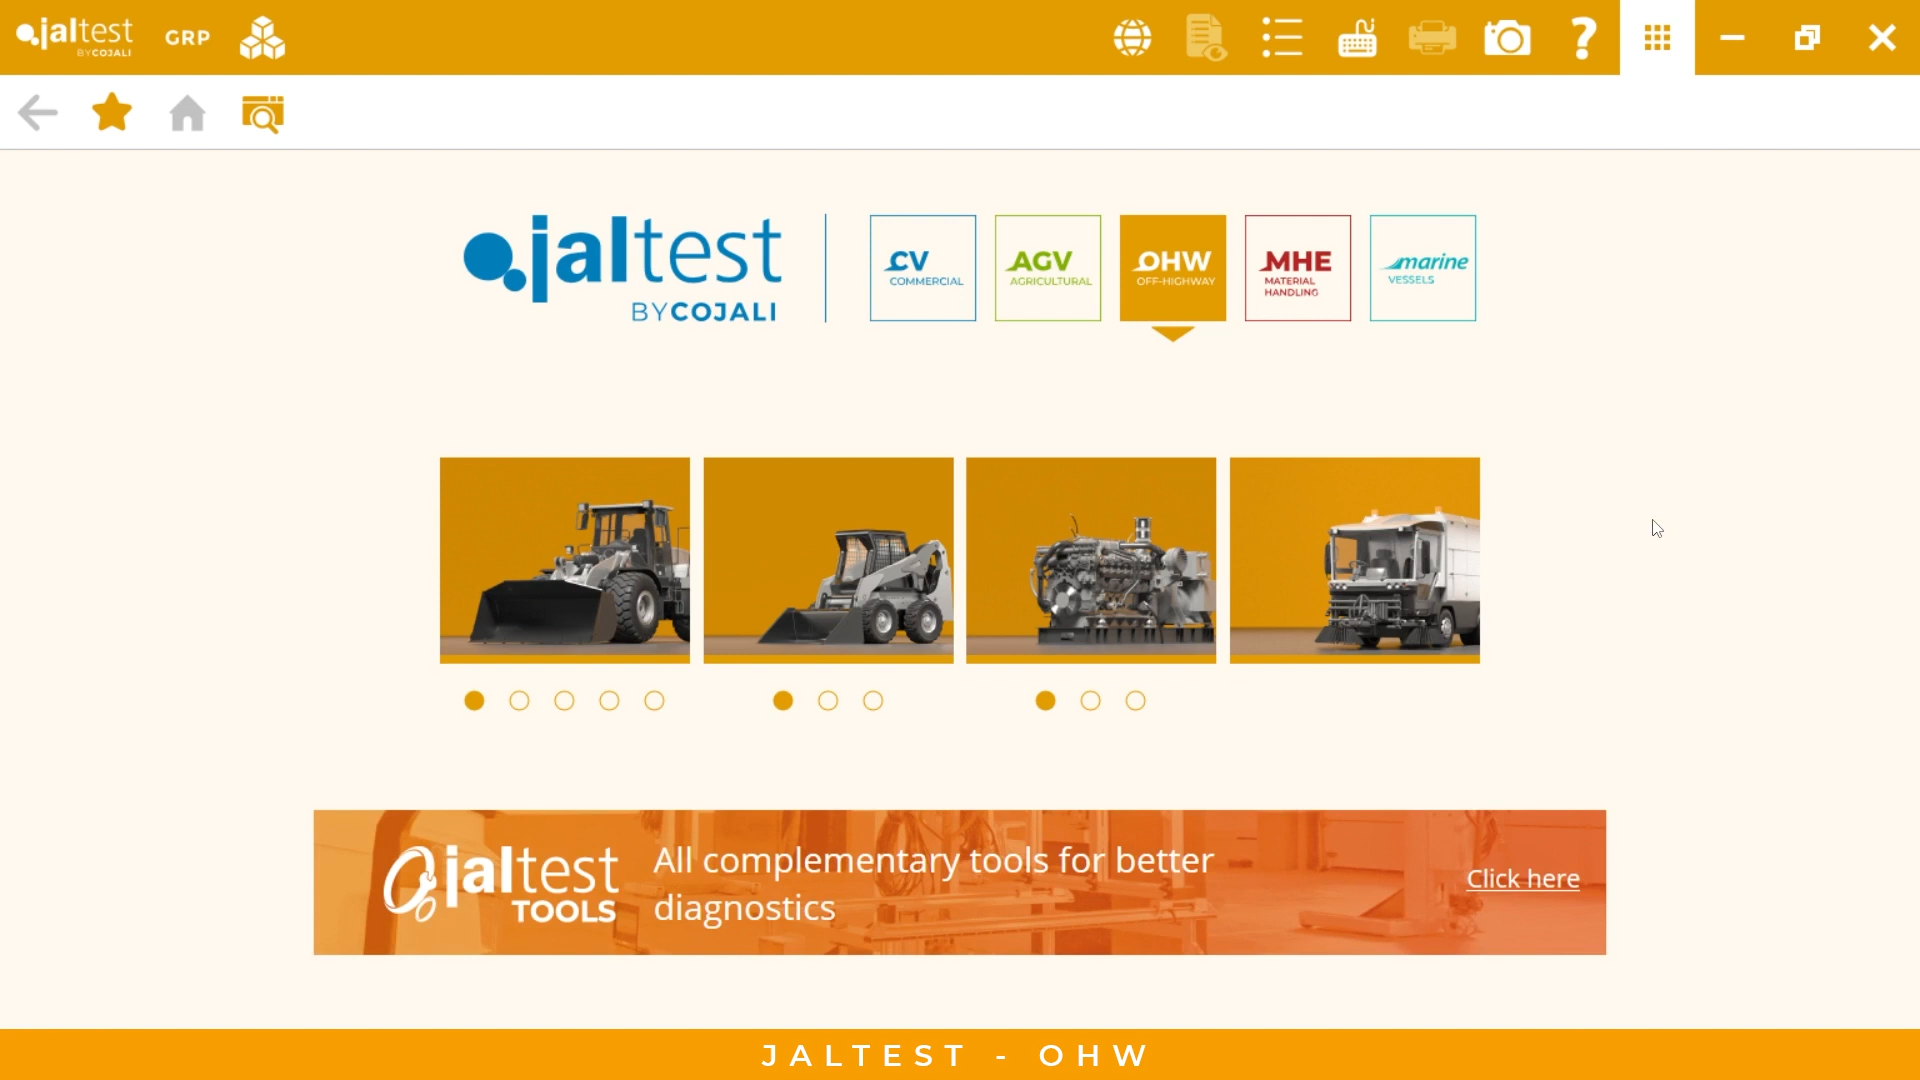 jaltest
BYCOJALI
GRP
jaltest
BYCOJALI
CV
COMMERCIAL
AGV
AGRICULTURAL
OHW
OFF-HIGHWAY
MHE
MATERIAL
HANDLING
marine
VESSELS
jaltest
TOOLS
All complementary tools for better
diagnostics
Click here
JALTEST - OHW